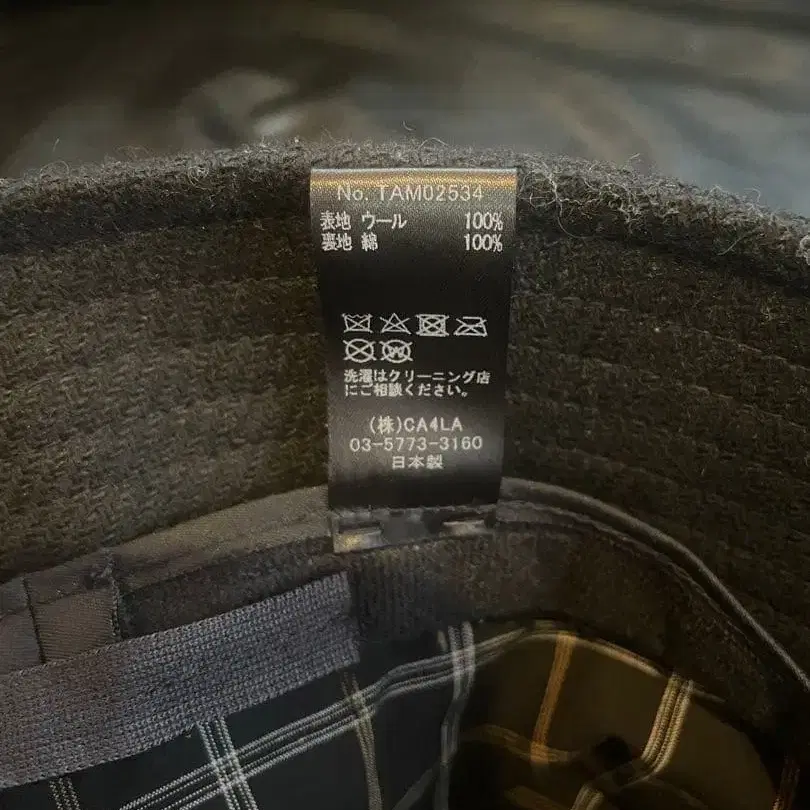 No. TAM02534
表地 ウール 100%
裏地 綿 100%
洗濯はクリーニング店
にご相談ください。
(株)CA4LA
03-5773-3160
日本製